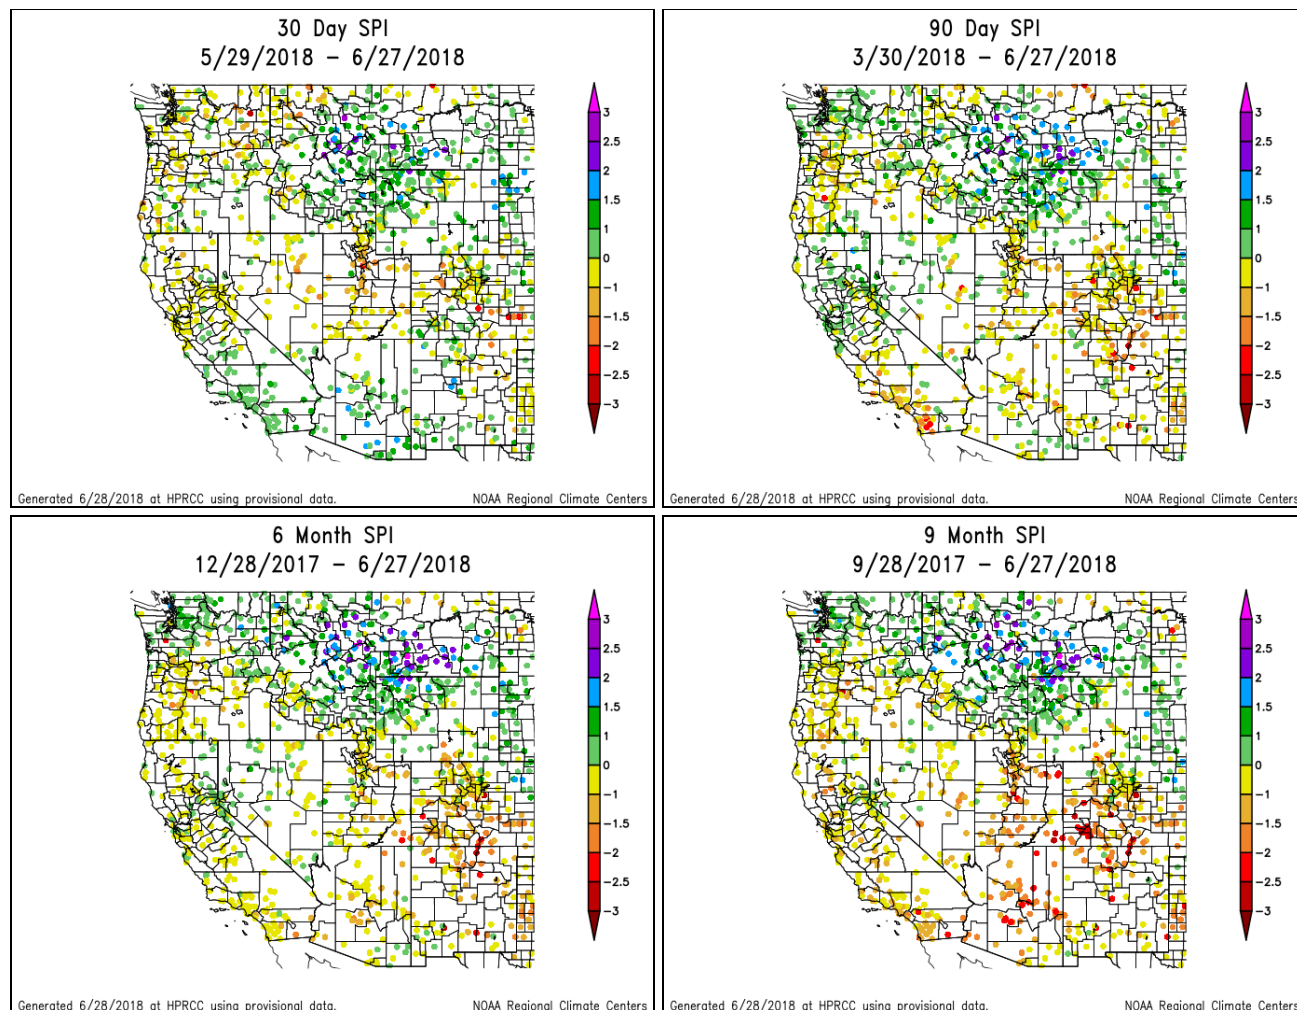 30 Day SPI
5/29/2018 – 6/27/2018
3
2.5
2
1.5
1
0
−1
−1.5
−2
−2.5
−3
Generated 6/28/2018 at HPRCC using provisional data.
NOAA Regional Climate Centers
90 Day SPI
3/30/2018 – 6/27/2018
3
2.5
2
1.5
1
0
−1
−1.5
−2
−2.5
−3
Generated 6/28/2018 at HPRCC using provisional data.
NOAA Regional Climate Centers
6 Month SPI
12/28/2017 – 6/27/2018
3
2.5
2
1.5
1
0
−1
−1.5
−2
−2.5
−3
Generated 6/28/2018 at HPRCC using provisional data.
NOAA Regional Climate Centers
9 Month SPI
9/28/2017 – 6/27/2018
3
2.5
2
1.5
1
0
−1
−1.5
−2
−2.5
−3
Generated 6/28/2018 at HPRCC using provisional data.
NOAA Regional Climate Centers